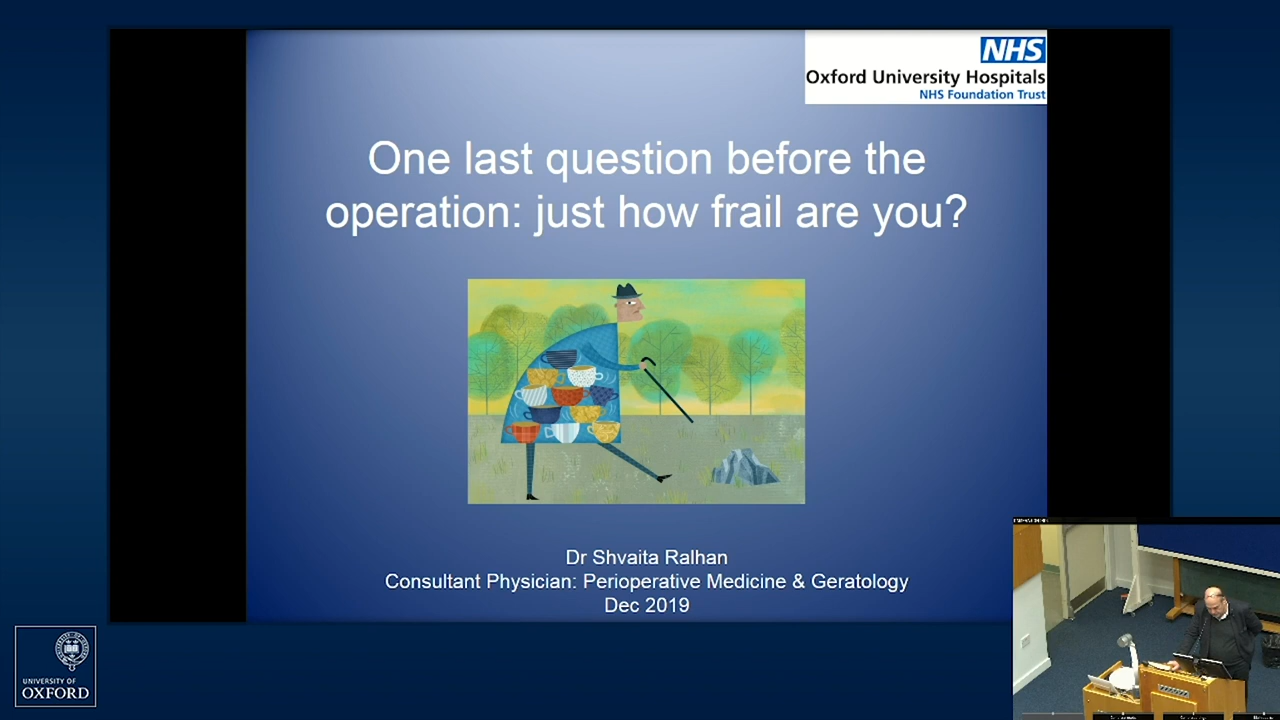 NHS
Oxford University Hospitals
NHS Foundation Trust
One last question before the
operation: just how frail are you?
Dr Shvaita Ralhan
Consultant Physician: Perioperative Medicine & Geratology
Dec 2019
UNIVERSITY OF
OXFORD